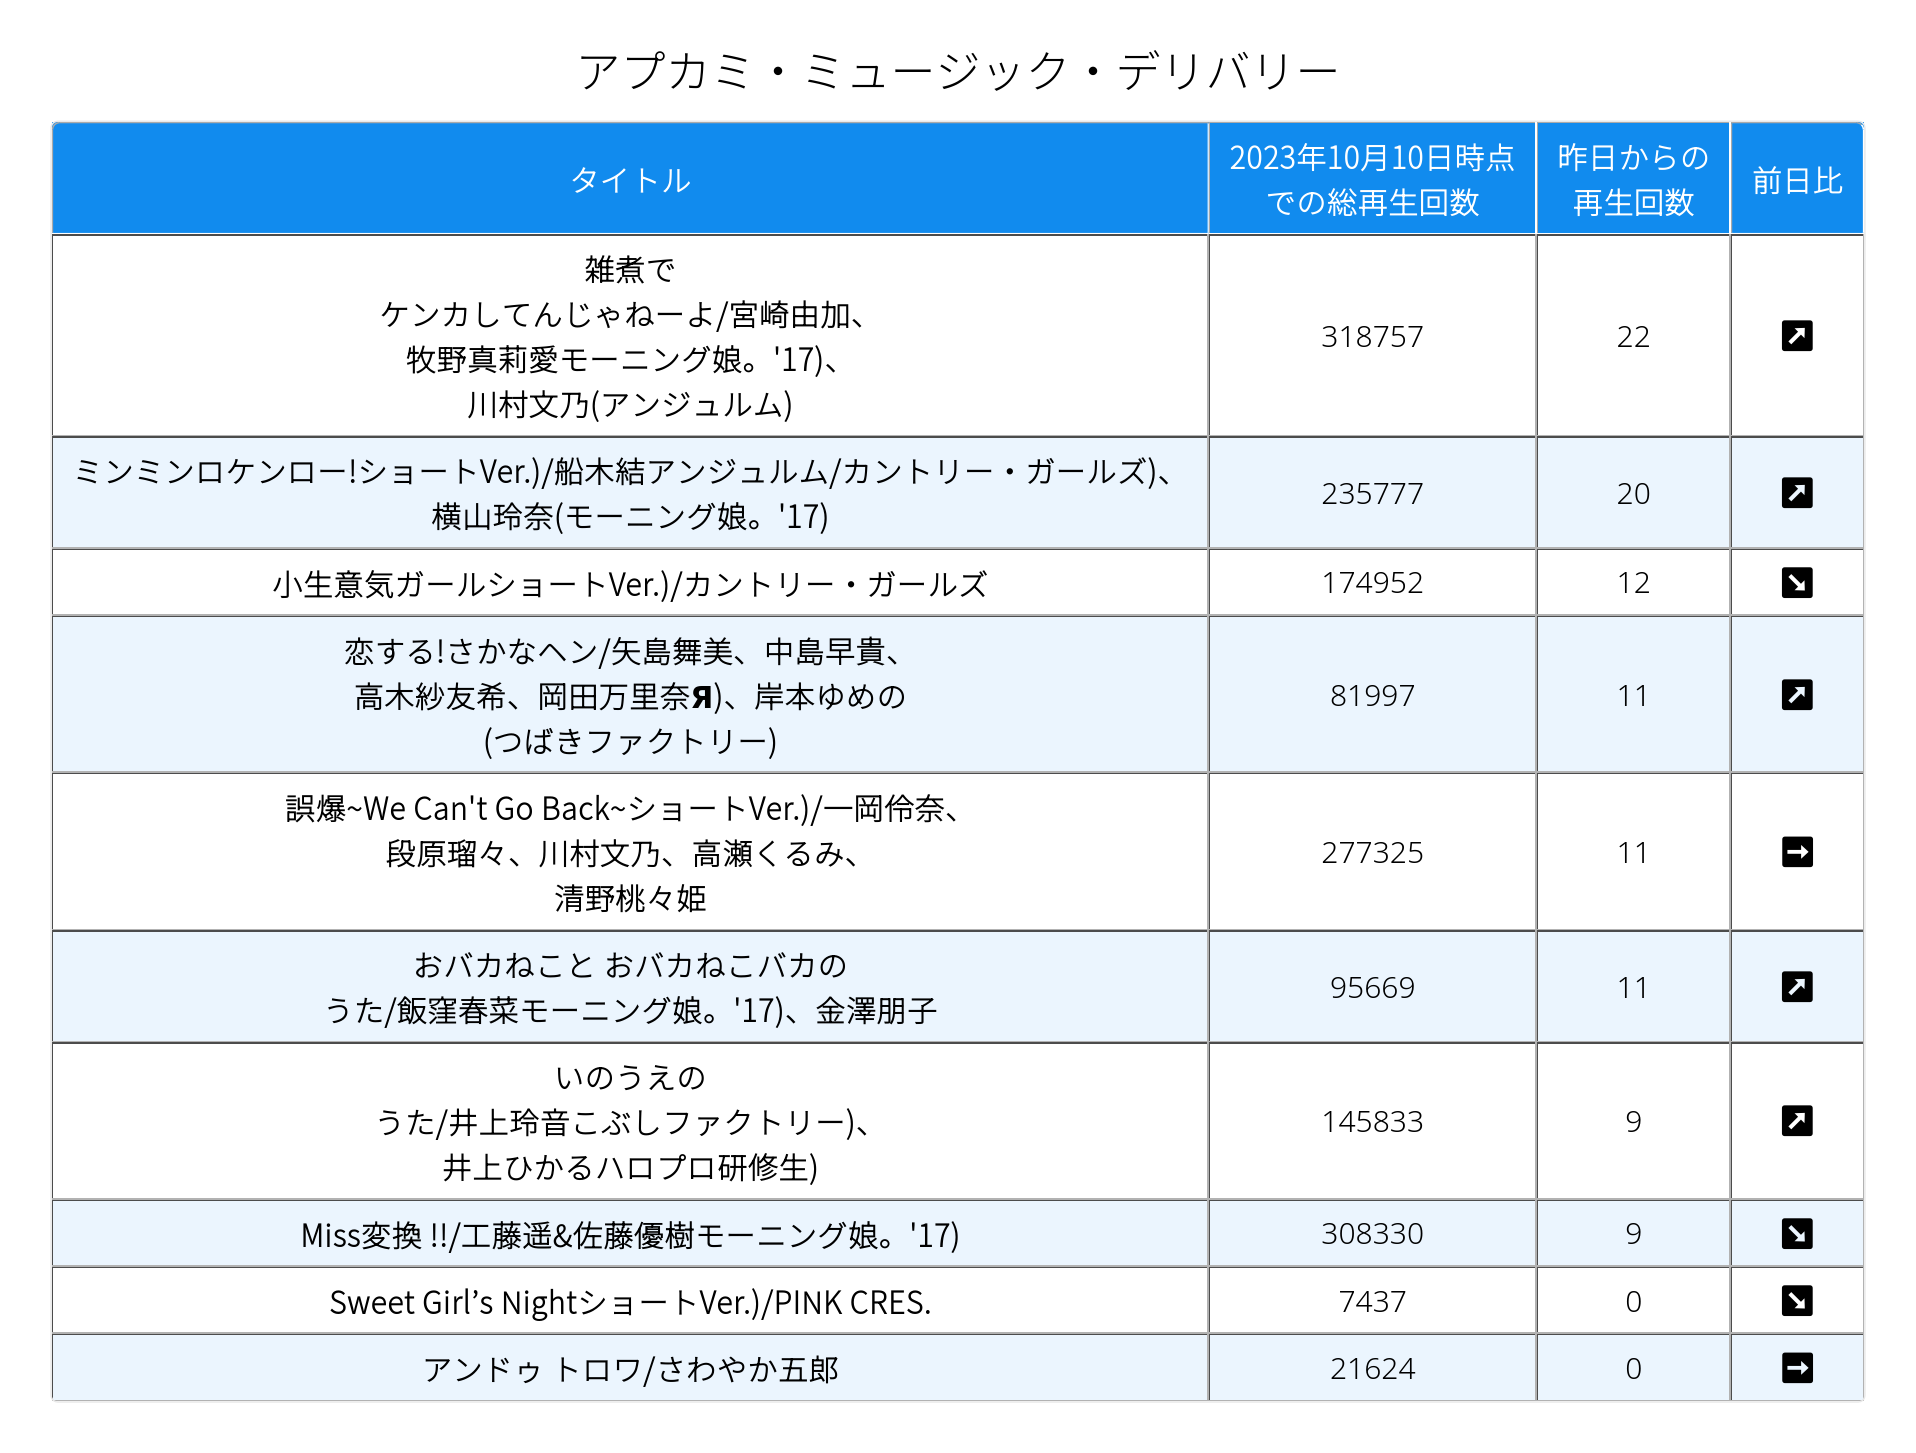 アプカミ・ミュージック・デリバリー
タイトル
2023年10月10日時点
での総再生回数
昨日からの
再生回数
前日比
雑煮で
ケンカしてんじゃねーよ/宮崎由加、
牧野真莉愛モーニング娘。'17)、
川村文乃(アンジュルム)
318757
22
ミンミンロケンロー!ショートVer.)/船木結アンジュルム/カントリー・ガールズ)、
横山玲奈(モーニング娘。'17)
235777
20
小生意気ガールショートVer.)/カントリー・ガールズ
174952
12
恋する!さかなヘン/矢島舞美、中島早貴、
高木紗友希、岡田万里奈Я)、岸本ゆめの
(つばきファクトリー)
81997
11
誤爆~We Can't Go Back~ショートVer.)/一岡伶奈、
段原瑠々、川村文乃、高瀬くるみ、
清野桃々姫
277325
11
おバカねこと おバカねこバカの
うた/飯窪春菜モーニング娘。'17)、金澤朋子
95669
11
いのうえの
うた/井上玲音こぶしファクトリー)、
井上ひかるハロプロ研修生)
145833
9
Miss変換 !!/工藤遥&佐藤優樹モーニング娘。'17)
308330
9
Sweet Girl’s NightショートVer.)/PINK CRES.
7437
0
アンドゥ トロワ/さわやか五郎
21624
0